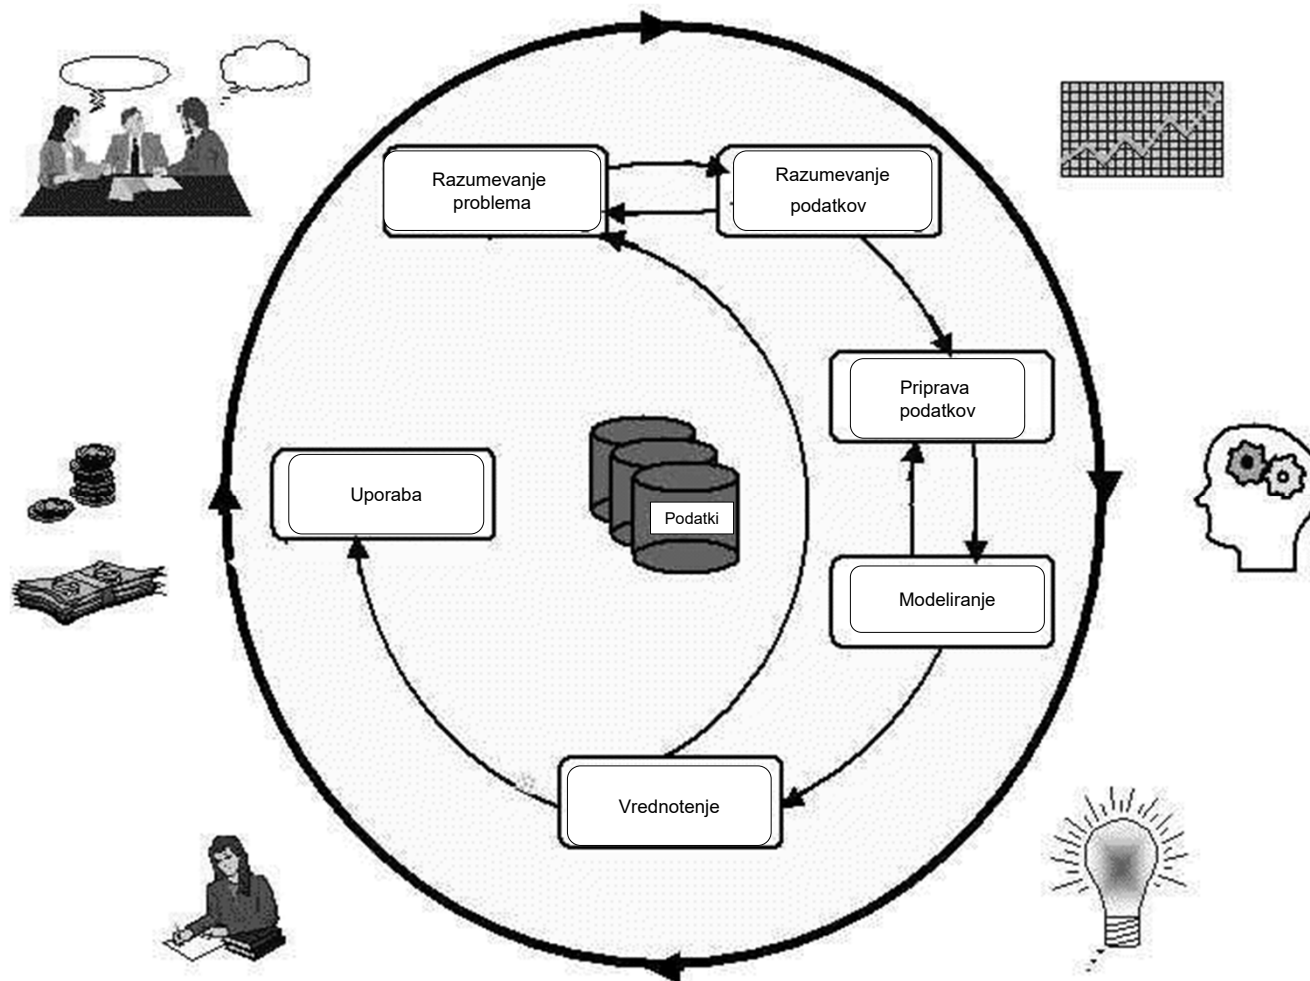 Razumevanje
problema
Razumevanje
podatkov
Priprava
podatkov
Uporaba
Podatki
Modeliranje
Vrednotenje